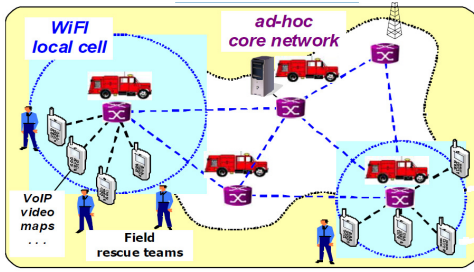 WiFI
local cell
ad-hoc
core network
VoIP
video
maps
. . .
Field
rescue teams